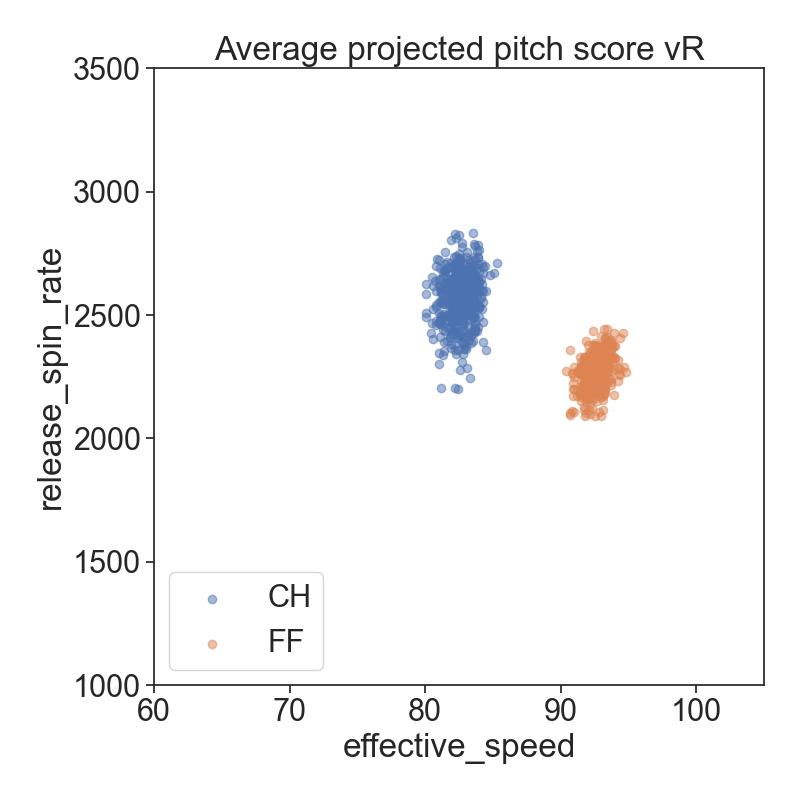 Average projected pitch score vR
3500
3000
2500
2000
1500
1000
release_spin_rate
CH
FF
60 70 80 90 100
effective_speed